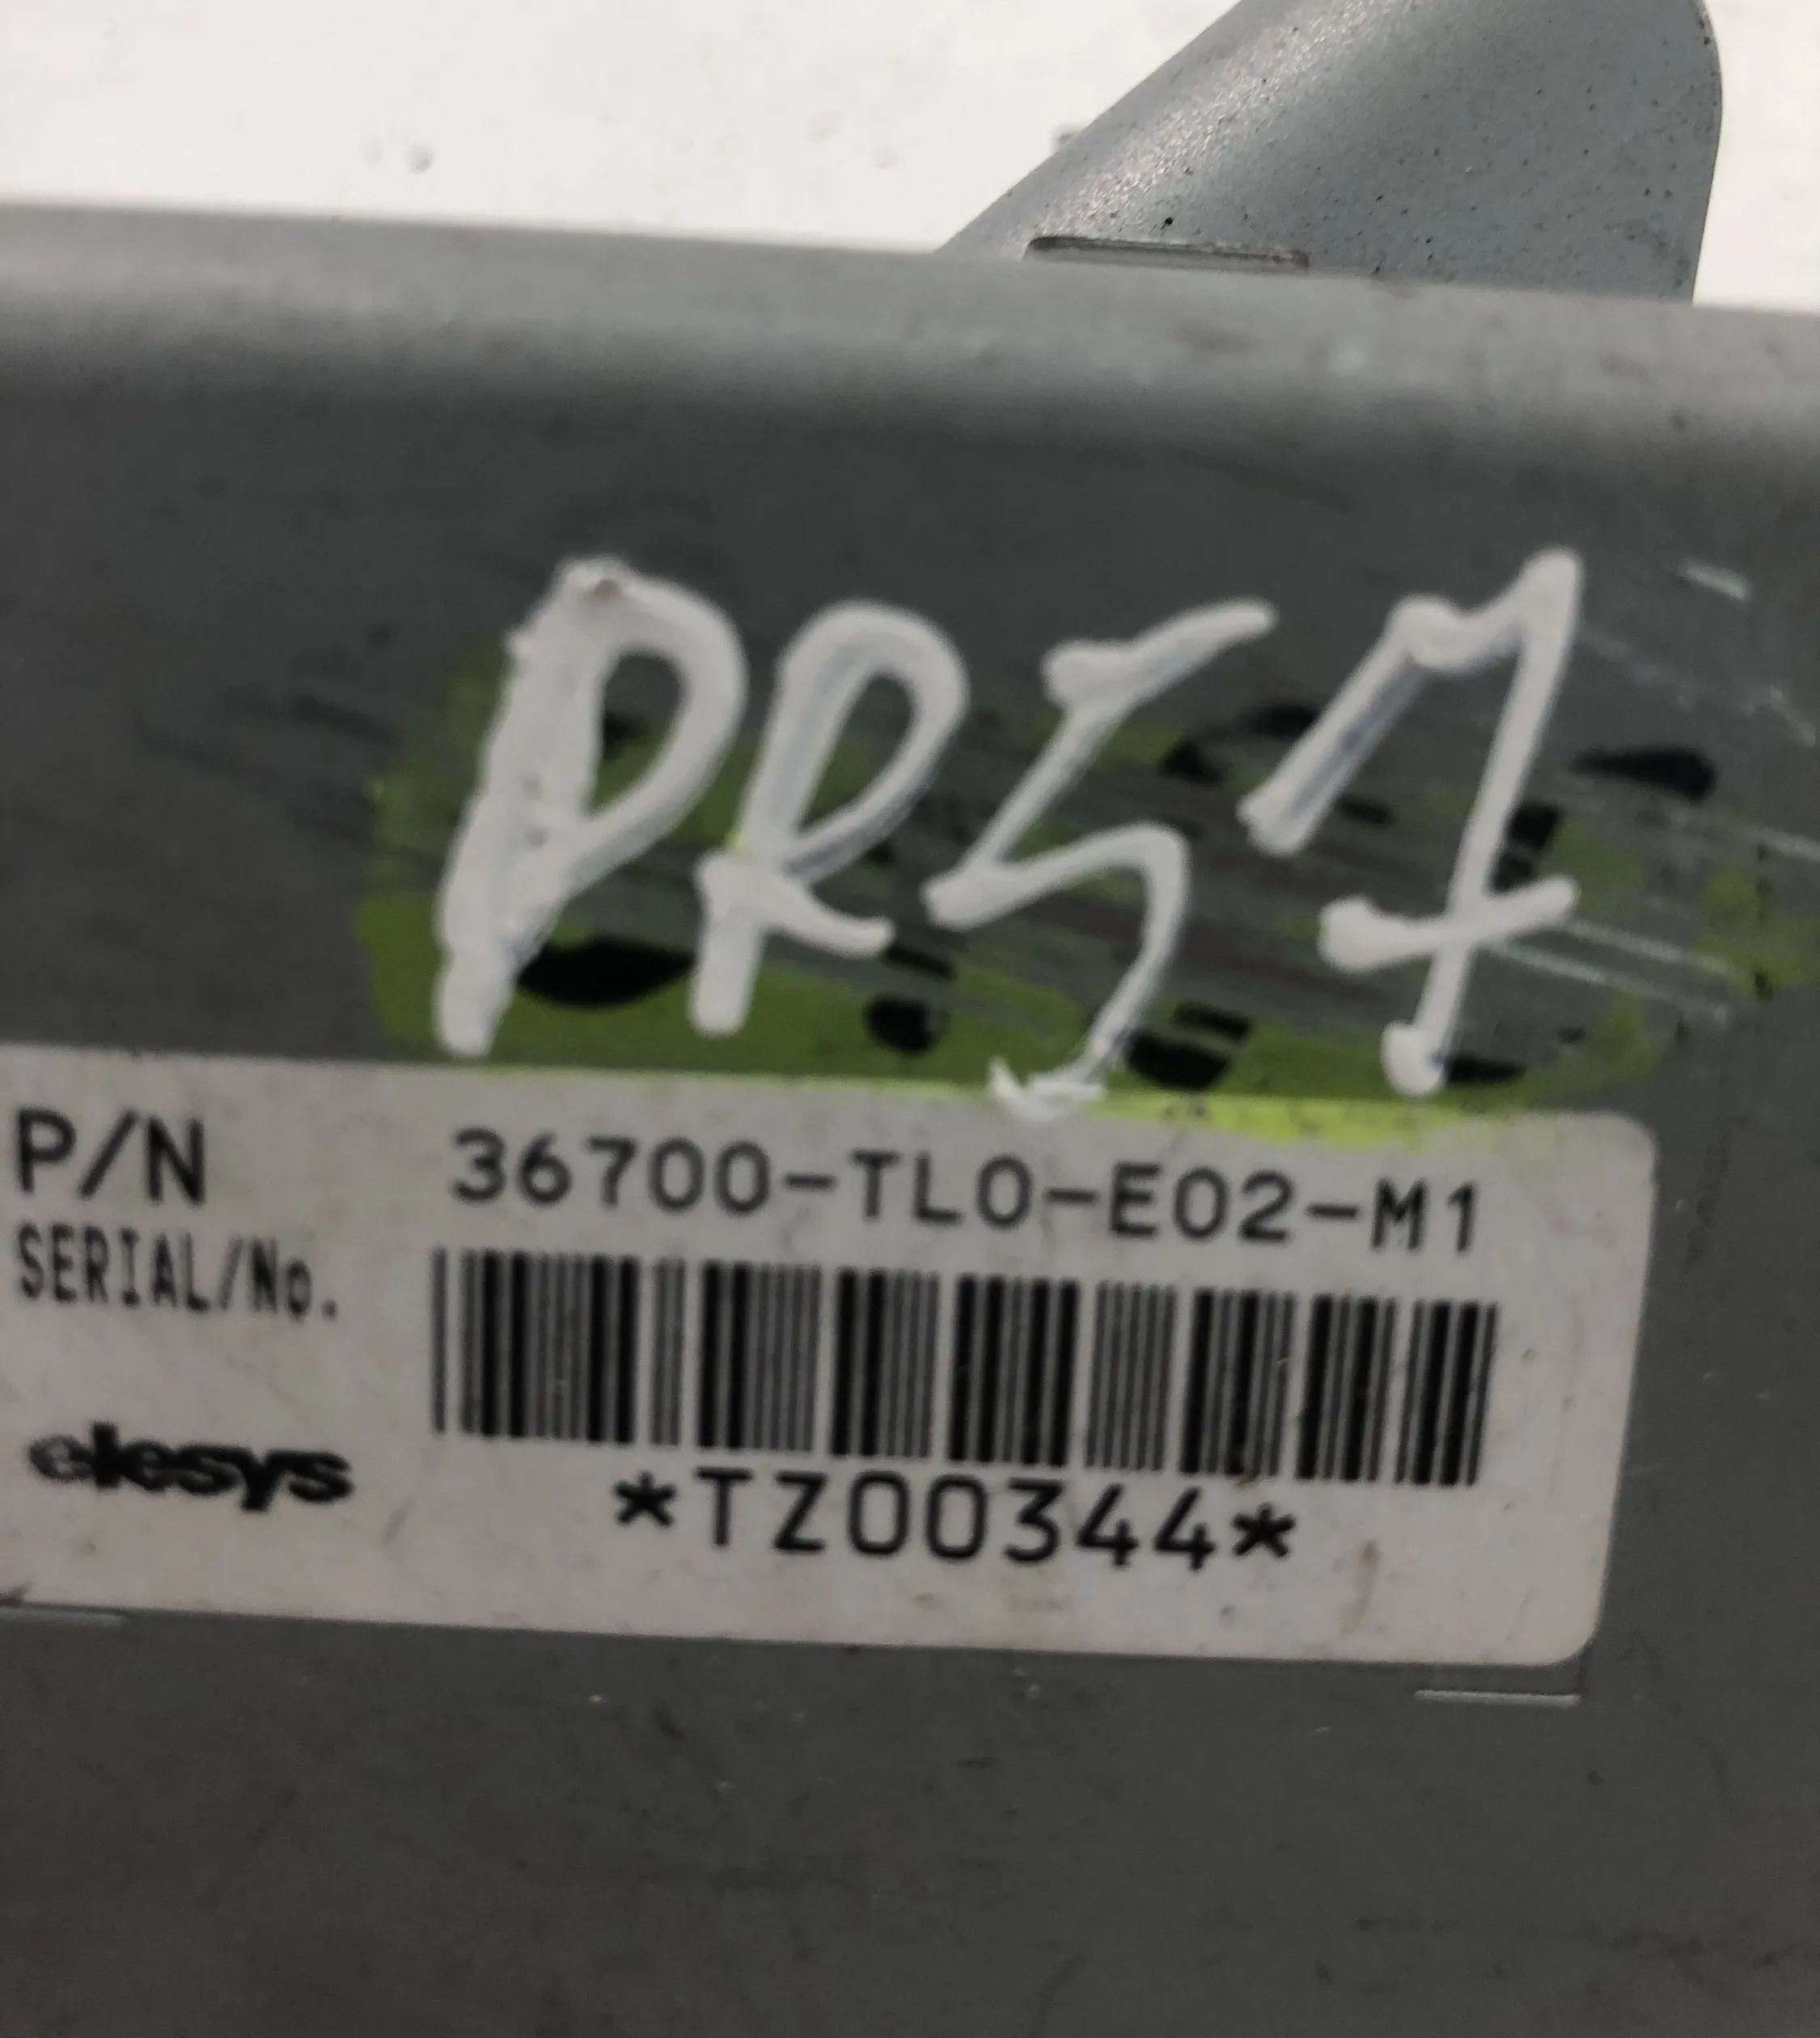 PR57
P/N 36700-TL0-E02-M1
SERIAL/No.
elesys *TZ00344*